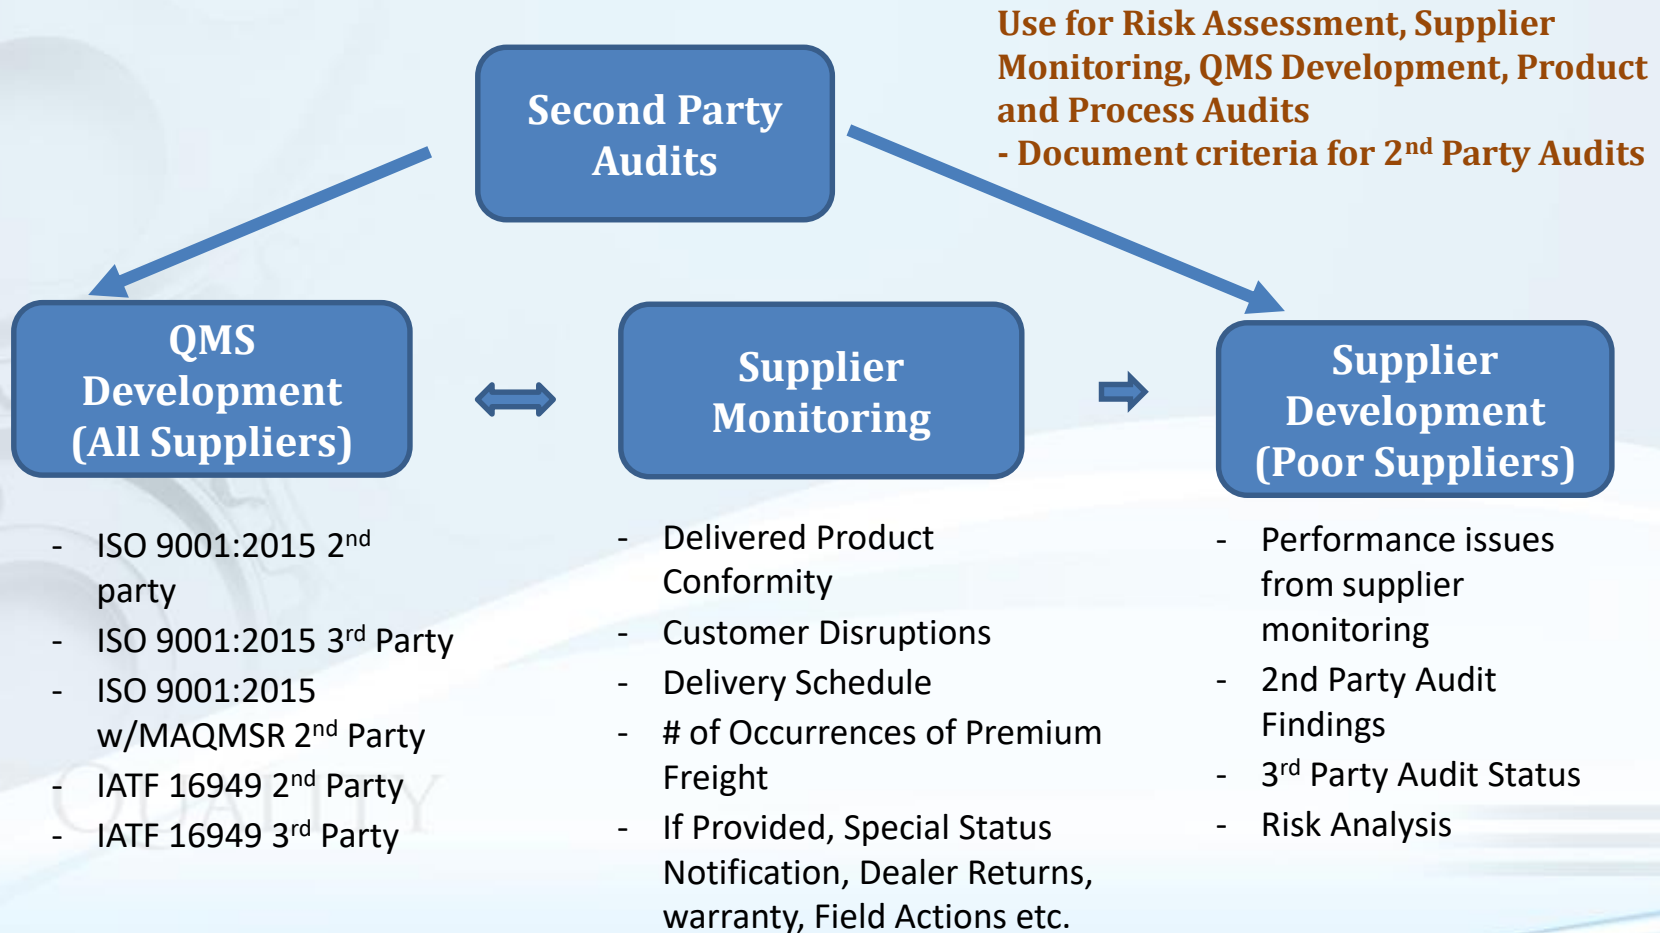 Use for Risk Assessment, Supplier
Monitoring, QMS Development, Product
and Process Audits
- Document criteria for 2nd Party Audits
Second Party
Audits
QMS
Development
(All Suppliers)
Supplier
Monitoring
Supplier
Development
(Poor Suppliers)
- ISO 9001:2015 2nd
party
- ISO 9001:2015 3rd Party
- ISO 9001:2015
w/MAQMSR 2nd Party
- IATF 16949 2nd Party
- IATF 16949 3rd Party
QUALITY
- Delivered Product
Conformity
- Customer Disruptions
- Delivery Schedule
- # of Occurrences of Premium
Freight
- If Provided, Special Status
Notification, Dealer Returns,
warranty, Field Actions etc.
- Performance issues
from supplier
monitoring
- 2nd Party Audit
Findings
- 3rd Party Audit Status
- Risk Analysis